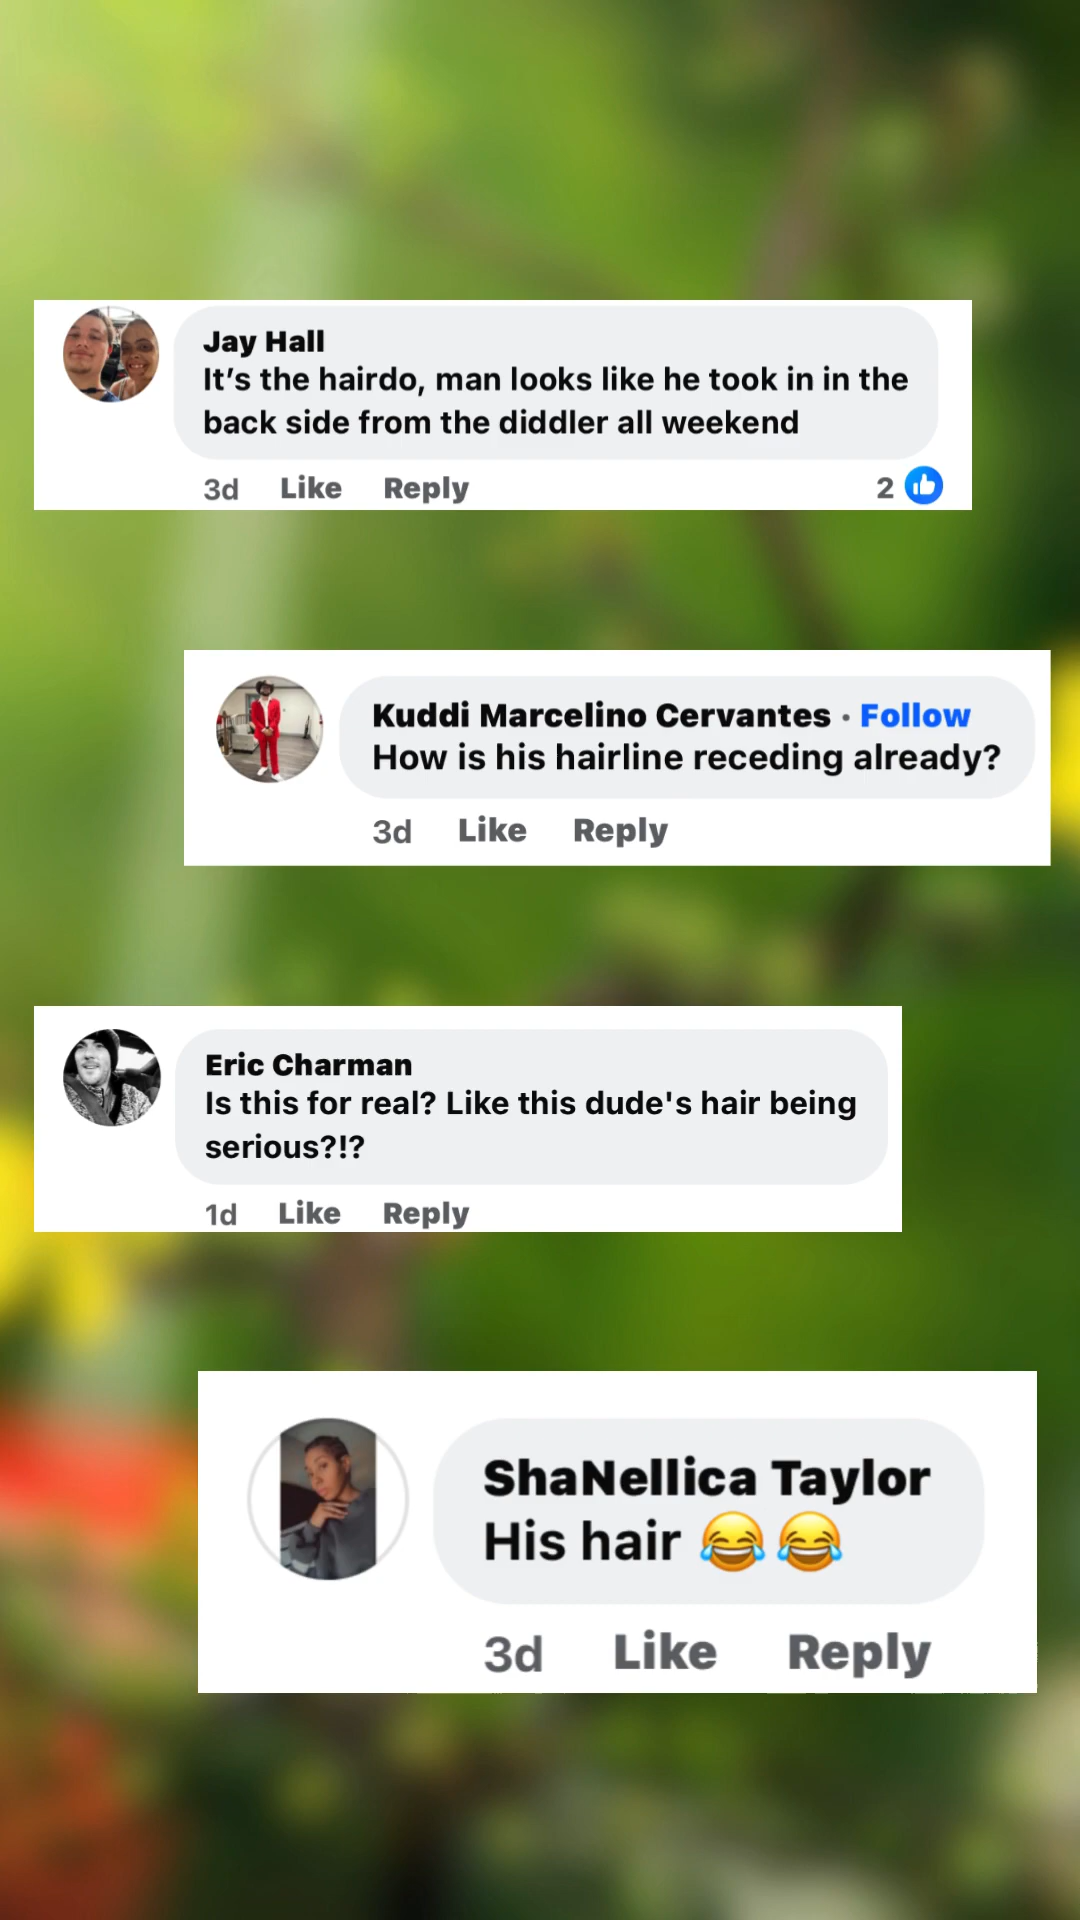 Jay Hall
It’s the hairdo, man looks like he took in in the
back side from the diddler all weekend
3d Like Reply 2
Kuddi Marcelino Cervantes · Follow
How is his hairline receding already?
3d Like Reply
Eric Charman
Is this for real? Like this dude's hair being
serious?!?
1d Like Reply
ShaNellica Taylor
His hair 😂😂
3d Like Reply